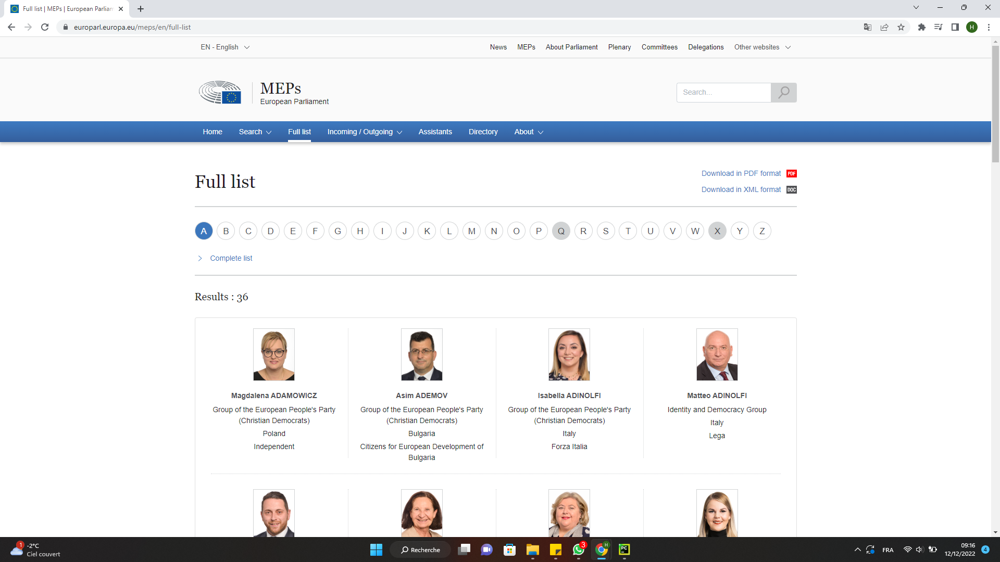 Full list | MEPs | European Parliam
europarl.europa.eu/meps/en/full-list
H
EN - English
News MEPs About Parliament Plenary Committees Delegations Other websites
MEPs
European Parliament
Search...
Home Search Full list Incoming / Outgoing Assistants Directory About
Full list
Download in PDF format PDF
Download in XML format DOC
A B C D E F G H I J K L M N O P Q R S T U V W X Y Z
Complete list
Results : 36
Magdalena ADAMOWICZ
Group of the European People's Party
(Christian Democrats)
Poland
Independent
Asim ADEMOV
Group of the European People's Party
(Christian Democrats)
Bulgaria
Citizens for European Development of
Bulgaria
Isabella ADINOLFI
Group of the European People's Party
(Christian Democrats)
Italy
Forza Italia
Matteo ADINOLFI
Identity and Democracy Group
Italy
Lega
1
-2°C
Ciel couvert
Recherche
3
H
PC
FRA
09:16
12/12/2022
4